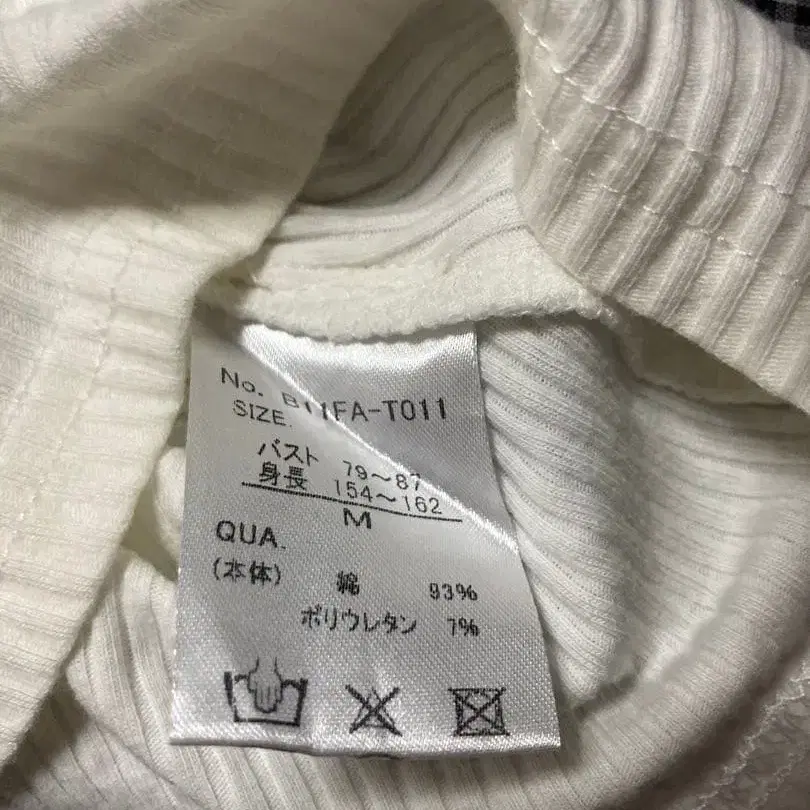 No. B11FA-T011
SIZE.
バスト 79～87
身長 154～162
M
QUA.
(本体) 綿 93%
ポリウレタン 7%